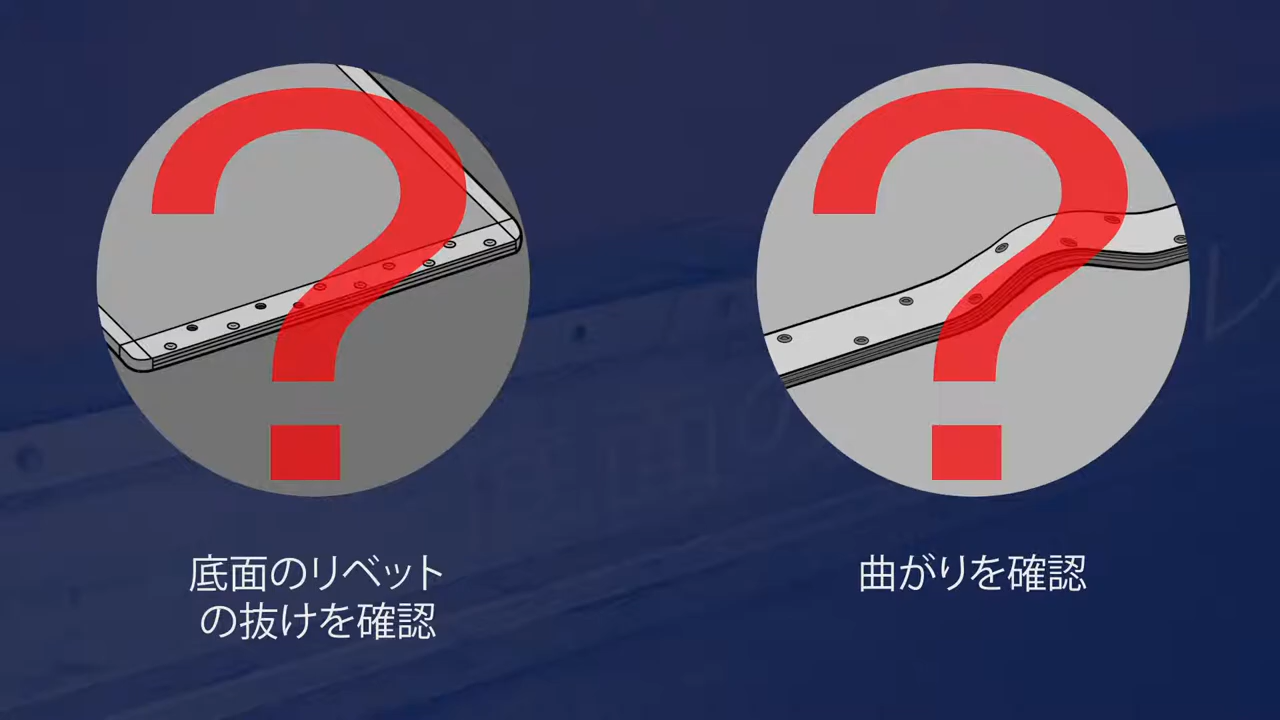 底面のリベット
の抜けを確認
曲がりを確認